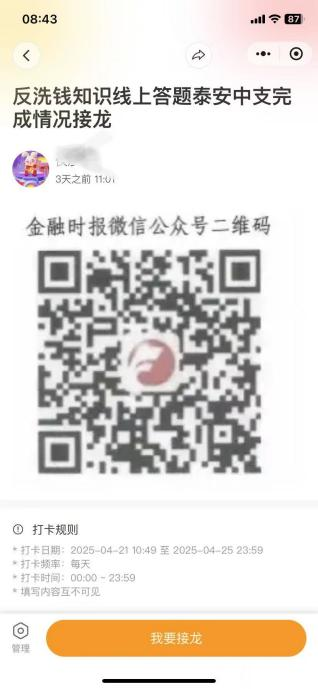 08:43
87
反洗钱知识线上答题泰安中支完
成情况接龙
3天之前 11:01
金融时报微信公众号二维码
打卡规则
* 打卡日期：2025-04-21 10:49 至 2025-04-25 23:59
* 打卡频率：每天
* 打卡时间：00:00 ~ 23:59
* 填写内容互不可见
管理
我要接龙